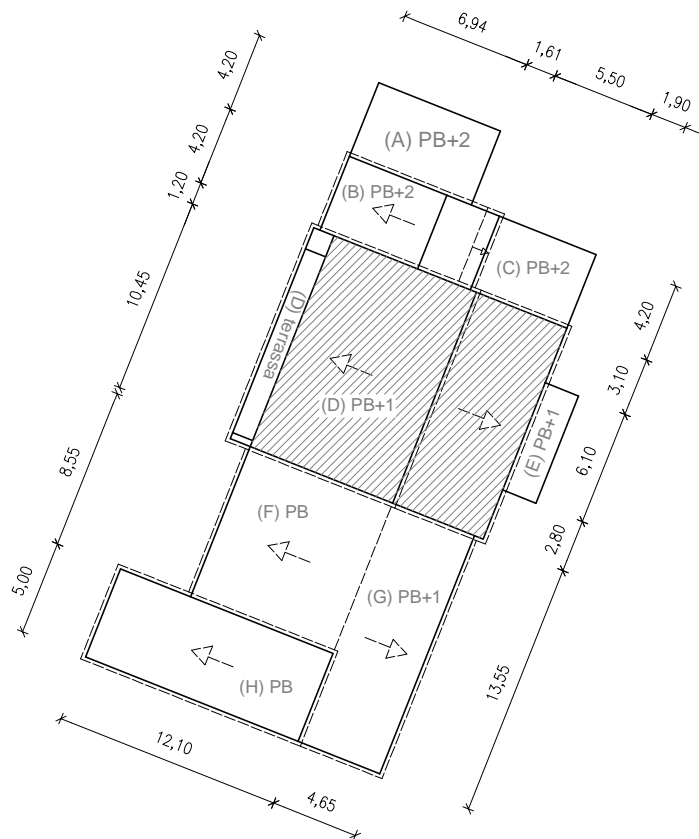 6,94
1,61
5,50
1,90
4,20
4,20
1,20
10,45
8,55
5,00
(A) PB+2
(B) PB+2
(C) PB+2
(D) terrassa
(D) PB+1
(E) PB+1
(F) PB
(G) PB+1
(H) PB
4,20
3,10
6,10
2,80
13,55
12,10
4,65